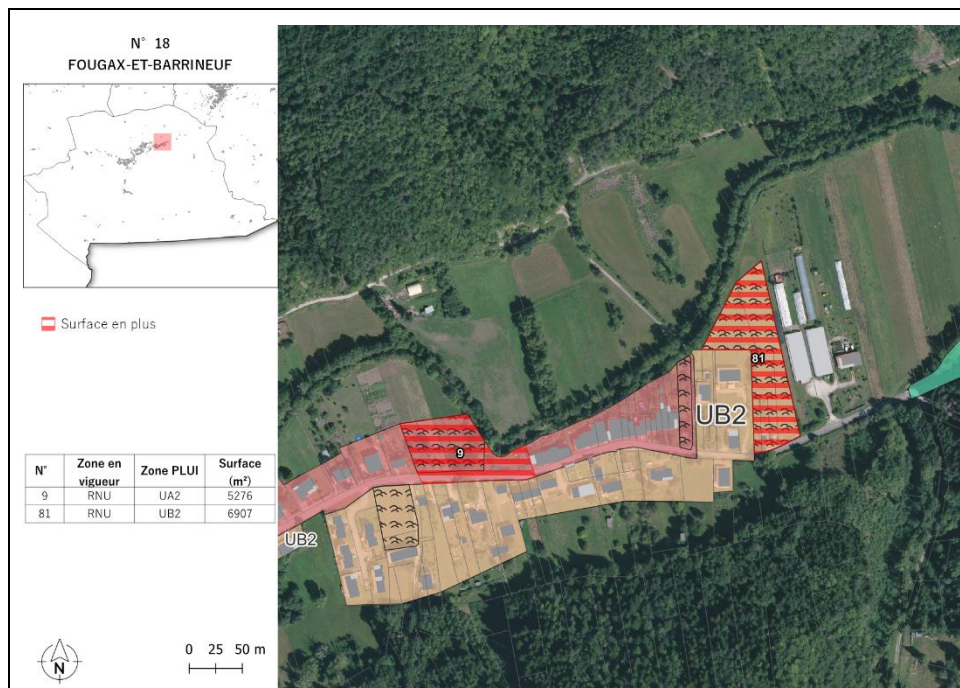 N° 18
FOUGAX-ET-BARRINEUF
Surface en plus
N° Zone en vigueur Zone PLUI Surface (m²)
9 RNU UA2 5276
81 RNU UB2 6907
N
0 25 50 m
81
UB2
9
UB2